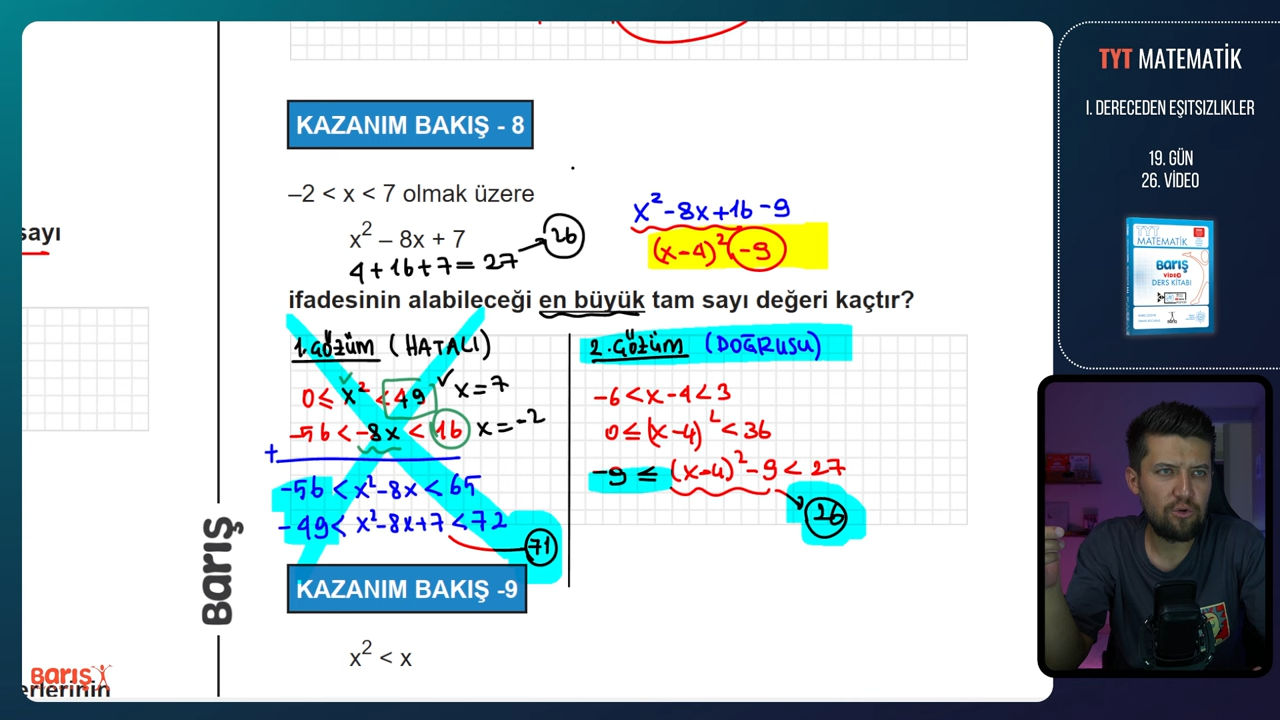 sayı
KAZANIM BAKIŞ - 8
–2 < x < 7 olmak üzere
x² – 8x + 7
4+16+7=27 → 26
x²-8x+16-9
(x-4)²-9
ifadesinin alabileceği en büyük tam sayı değeri kaçtır?
1.ÇÖZÜM (HATALI)
0 ≤ x² < 49 ✓ x=7
-56 < -8x < 16 x=-2
+
-56 < x²-8x < 65
-49 < x²-8x+7 < 72
71
2.ÇÖZÜM (DOĞRUSU)
-6 < x-4 < 3
0 ≤ (x-4)² < 36
-9 ≤ (x-4)²-9 < 27
26
KAZANIM BAKIŞ -9
x² < x
BARIŞ
BARIŞ
erlerinin
TYT MATEMATİK
I. DERECEDEN EŞİTSIZLIKLER
19. GÜN
26. VİDEO
TYT
MATEMATİK
BARIŞ
VİDEO
DERS KİTABI